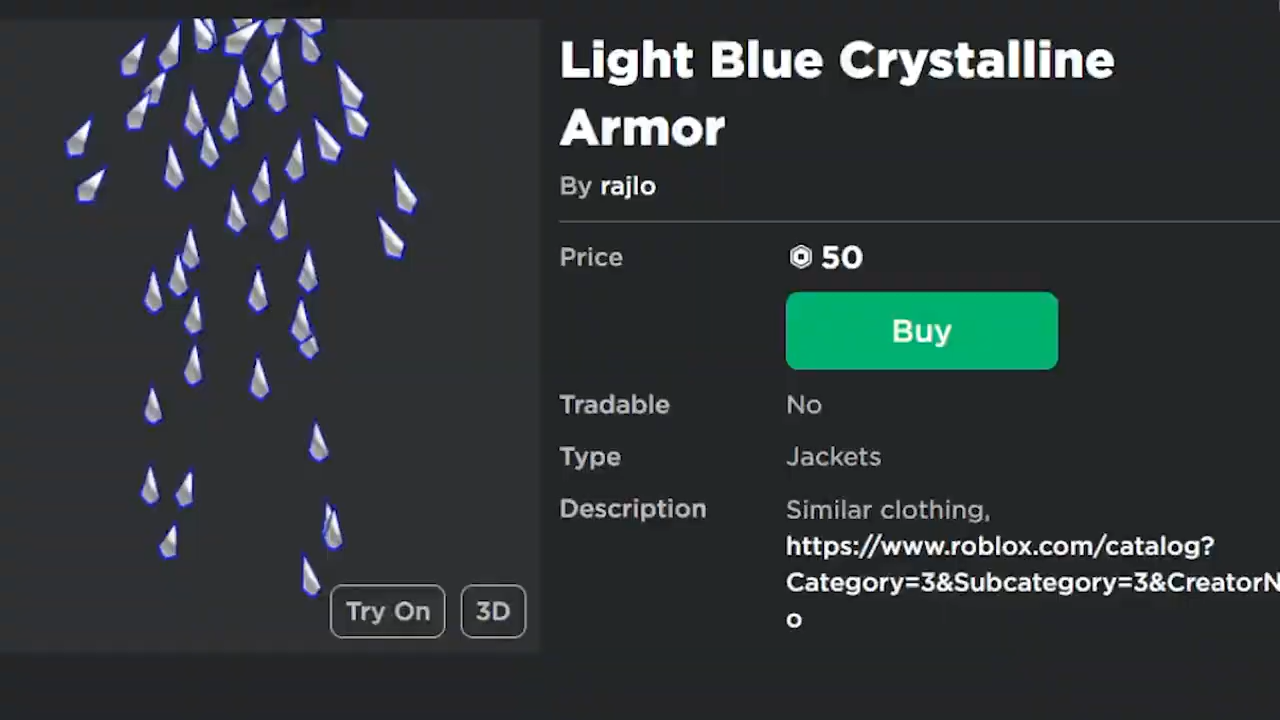 Light Blue Crystalline
Armor
By rajlo
Price 50
Buy
Tradable No
Type Jackets
Description Similar clothing,
https://www.roblox.com/catalog?
Category=3&Subcategory=3&CreatorN
o
Try On 3D